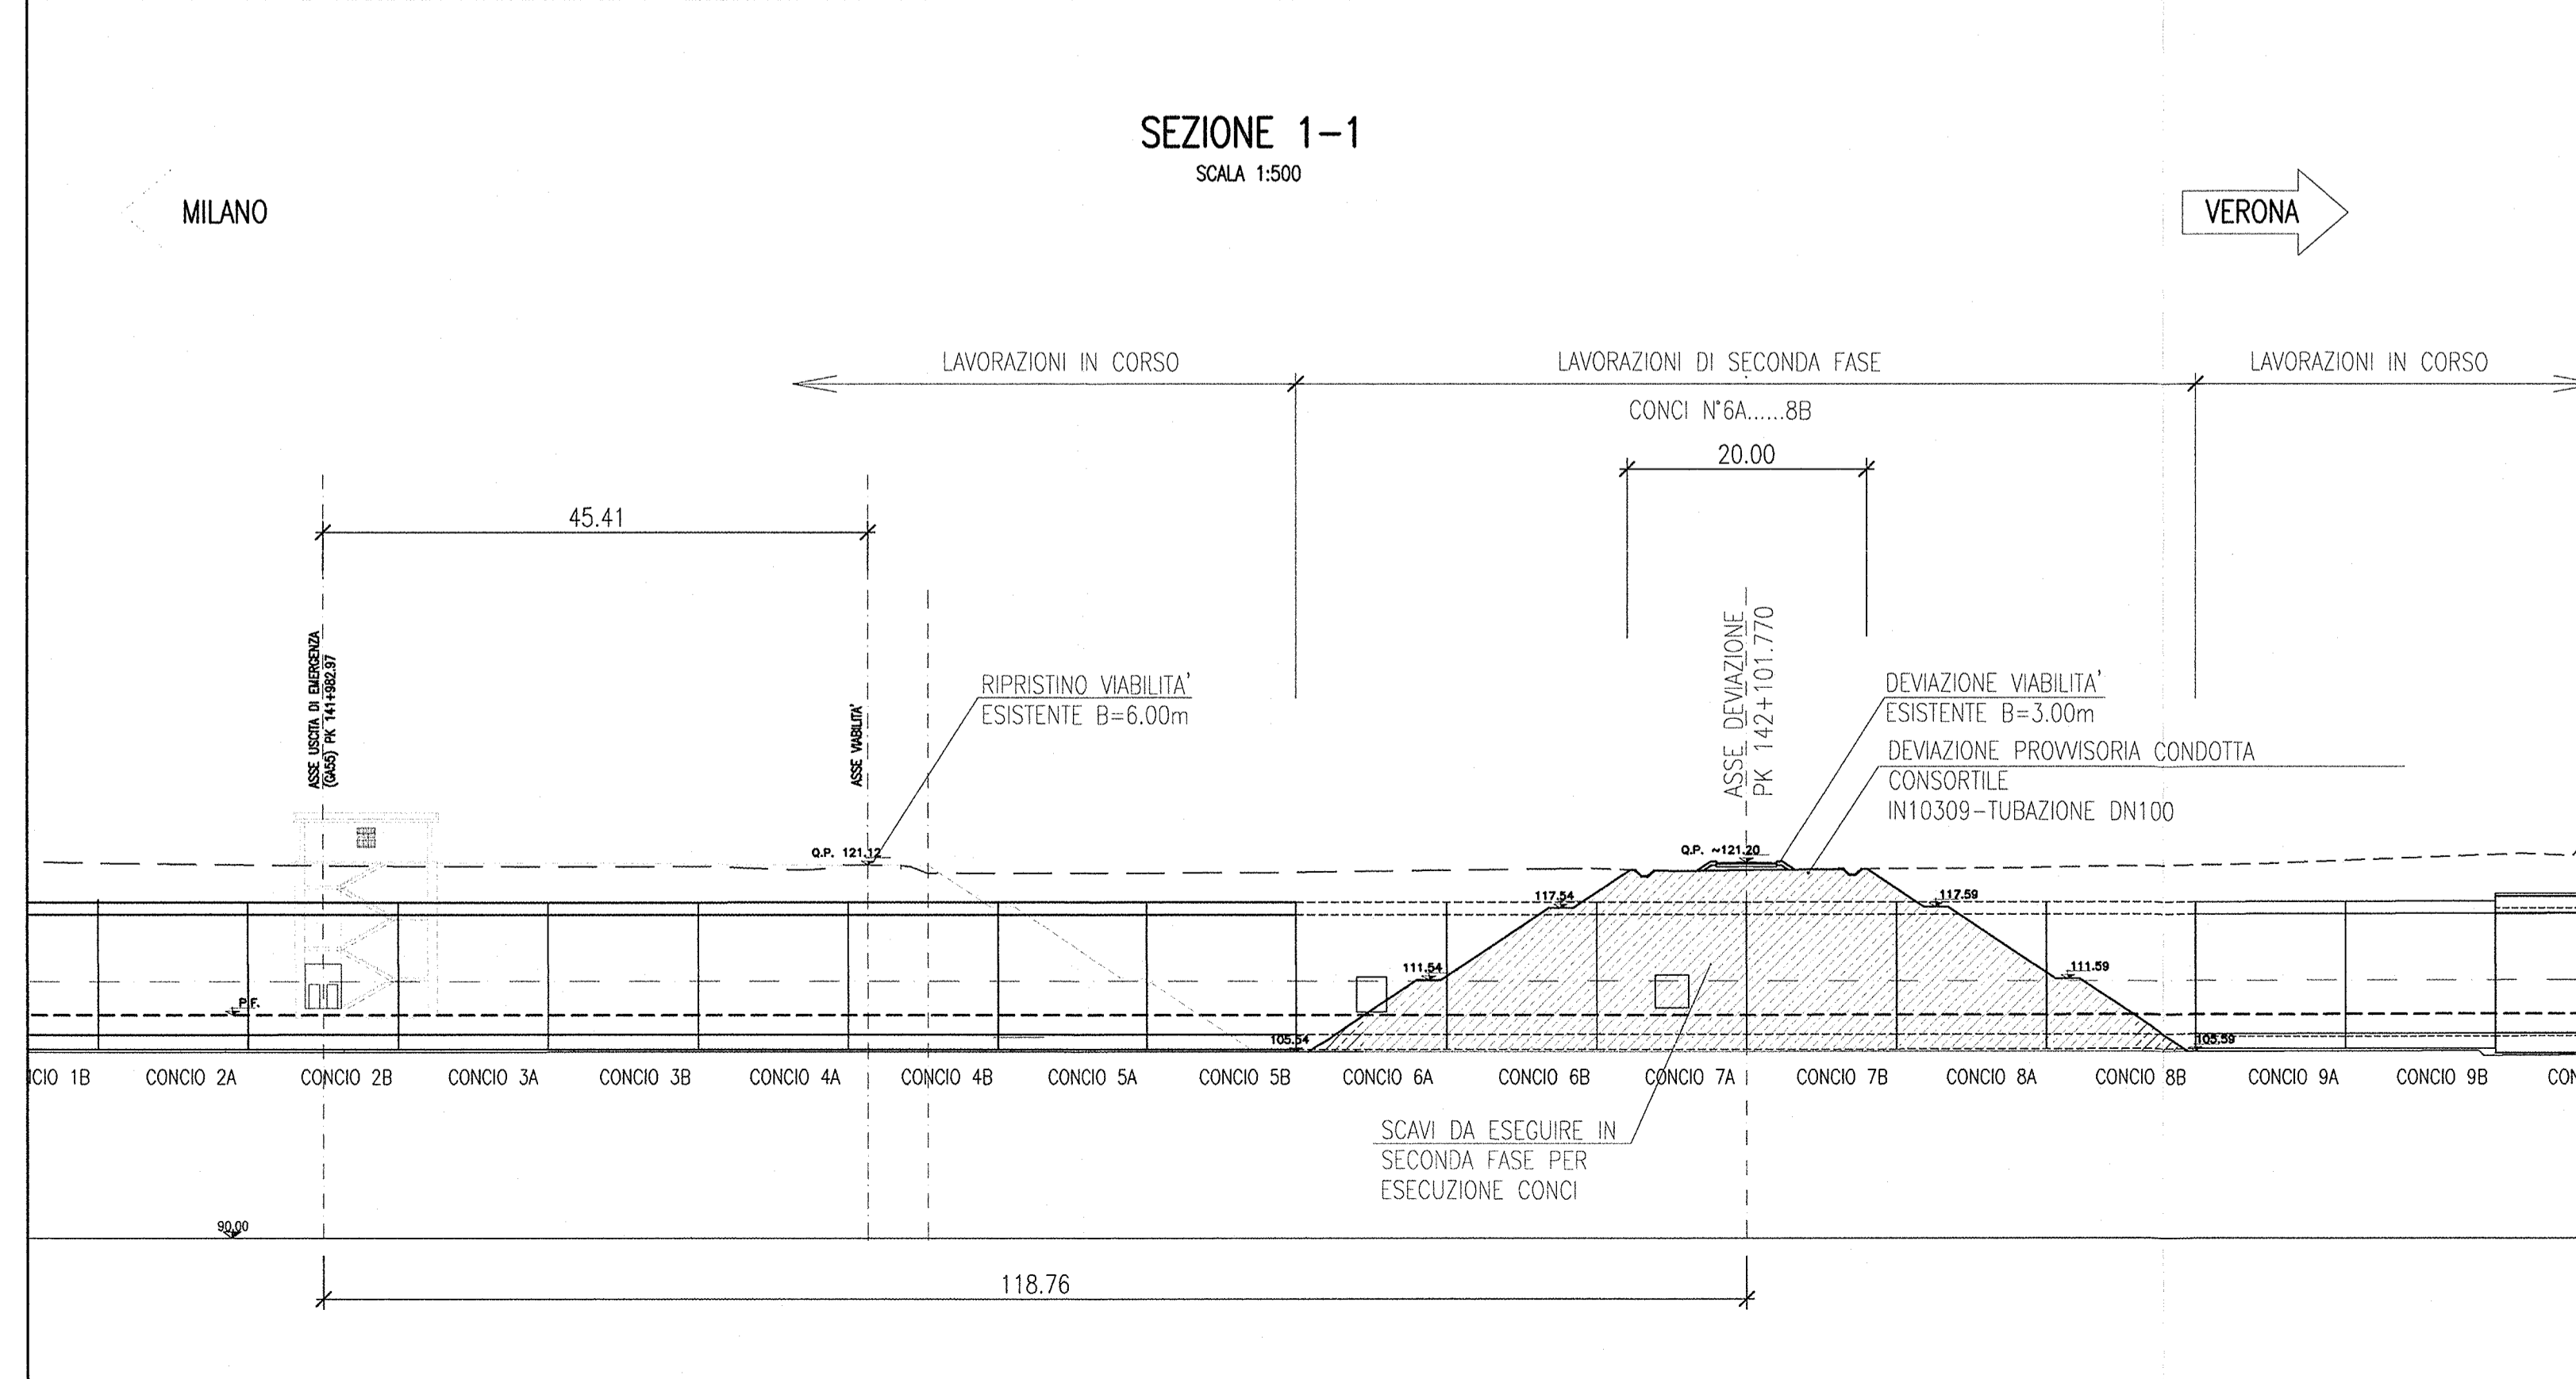 SEZIONE 1-1
SCALA 1:500
MILANO
VERONA
LAVORAZIONI IN CORSO
LAVORAZIONI DI SECONDA FASE
LAVORAZIONI IN CORSO
CONCI N°6A......8B
20.00
45.41
ASSE USCITA DI EMERGENZA
(GA55) PK 141+982.97
ASSE VIABILITA'
RIPRISTINO VIABILITA'
ESISTENTE B=6.00m
ASSE DEVIAZIONE
PK 142+101.770
DEVIAZIONE VIABILITA'
ESISTENTE B=3.00m
DEVIAZIONE PROVVISORIA CONDOTTA
CONSORTILE
IN10309-TUBAZIONE DN100
Q.P. 121.12
Q.P. ~121.20
117.54
117.59
111.54
111.59
P.F.
105.54
105.59
CIO 1B CONCIO 2A CONCIO 2B CONCIO 3A CONCIO 3B CONCIO 4A CONCIO 4B CONCIO 5A CONCIO 5B CONCIO 6A CONCIO 6B CONCIO 7A CONCIO 7B CONCIO 8A CONCIO 8B CONCIO 9A CONCIO 9B CON
SCAVI DA ESEGUIRE IN
SECONDA FASE PER
ESECUZIONE CONCI
90.00
118.76